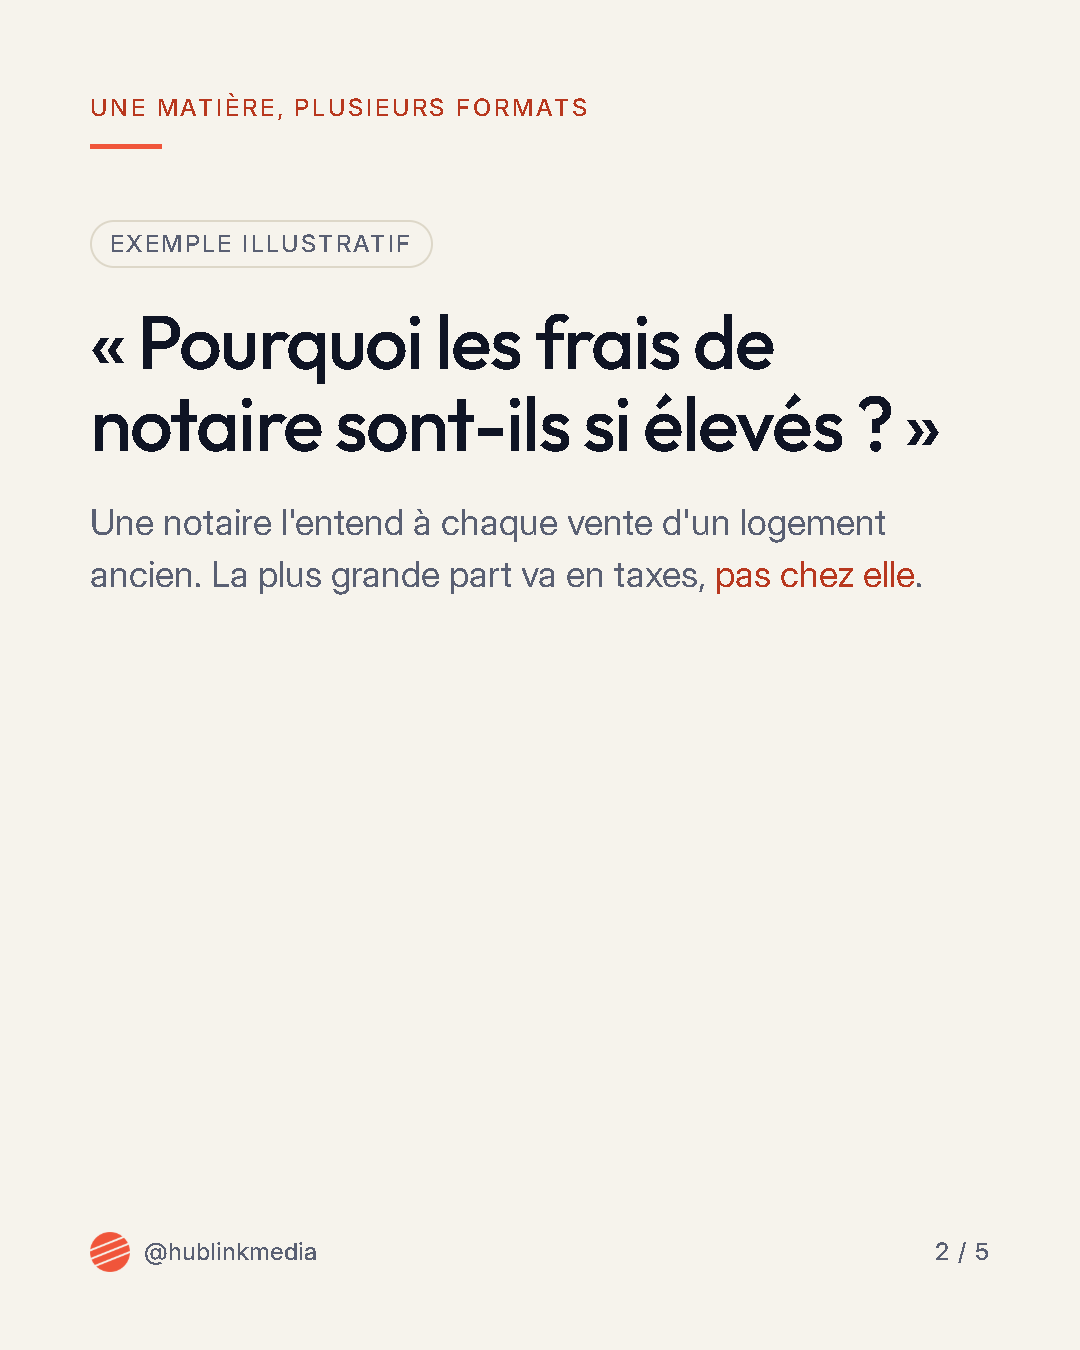 UNE MATIÈRE, PLUSIEURS FORMATS
EXEMPLE ILLUSTRATIF
« Pourquoi les frais de
notaire sont-ils si élevés ? »
Une notaire l'entend à chaque vente d'un logement
ancien. La plus grande part va en taxes, pas chez elle.
@hublinkmedia
2 / 5